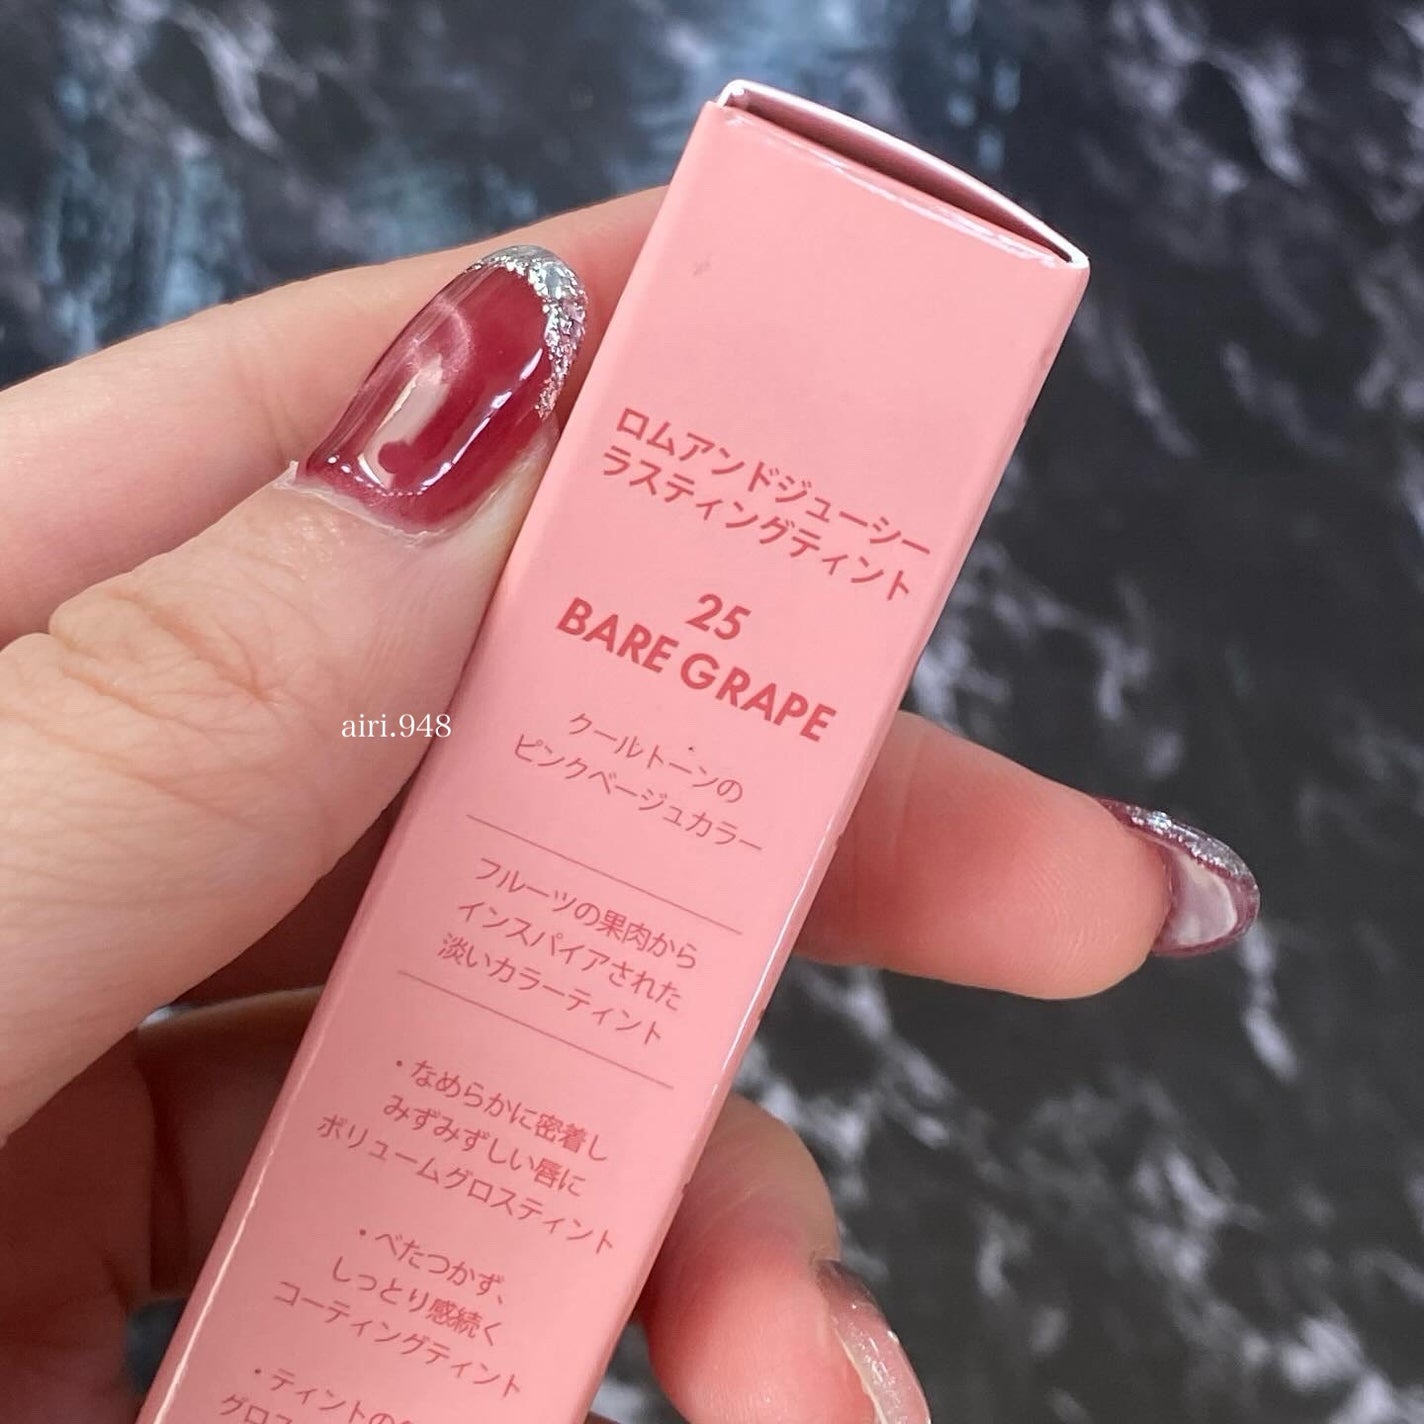 ロムアンドジューシー
ラスティングティント
25
BARE GRAPE
クールトーンの
ピンクベージュカラー
フルーツの果肉から
インスパイアされた
淡いカラーティント
・なめらかに密着し
みずみずしい唇に
ボリュームグロスティント
・べたつかず、
しっとり感続く
コーティングティント
・ティントの
グロス
airi.948